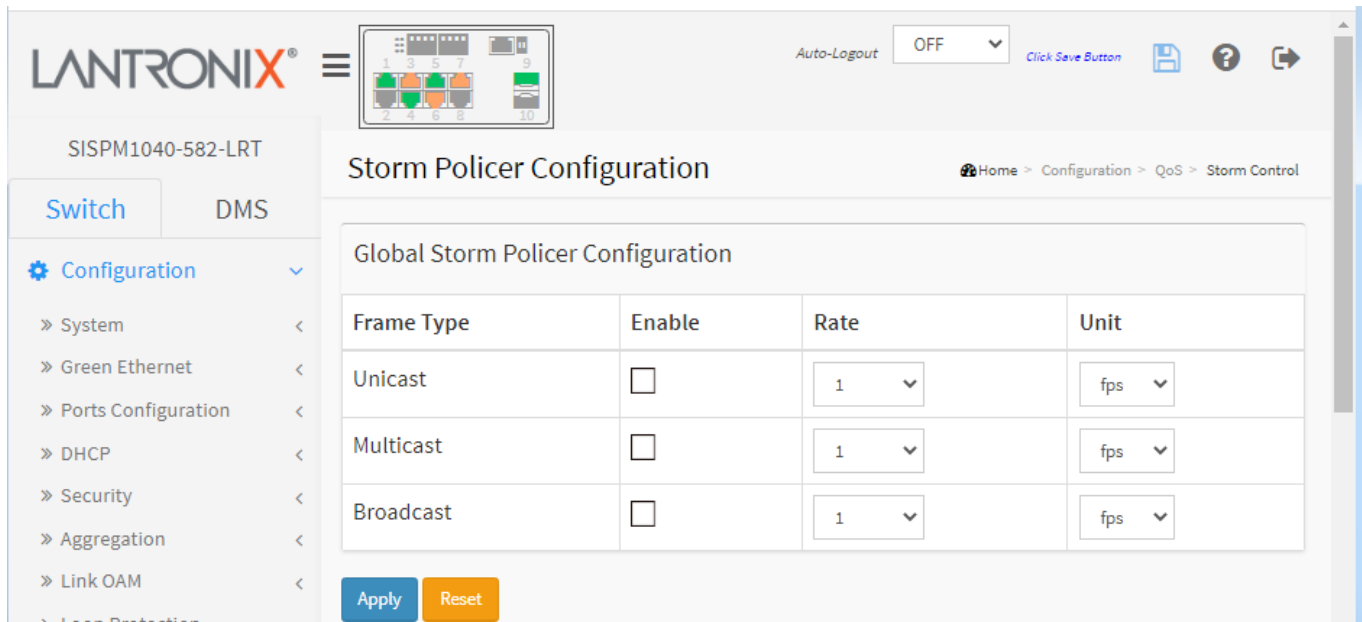 LANTRONIX®
1 3 5 7 9
2 4 6 8 10
Auto-Logout OFF Click Save Button
SISPM1040-582-LRT
Switch DMS
Configuration
» System
» Green Ethernet
» Ports Configuration
» DHCP
» Security
» Aggregation
» Link OAM
Storm Policer Configuration
Home > Configuration > QoS > Storm Control
Global Storm Policer Configuration
Frame Type Enable Rate Unit
Unicast 1 fps
Multicast 1 fps
Broadcast 1 fps
Apply Reset